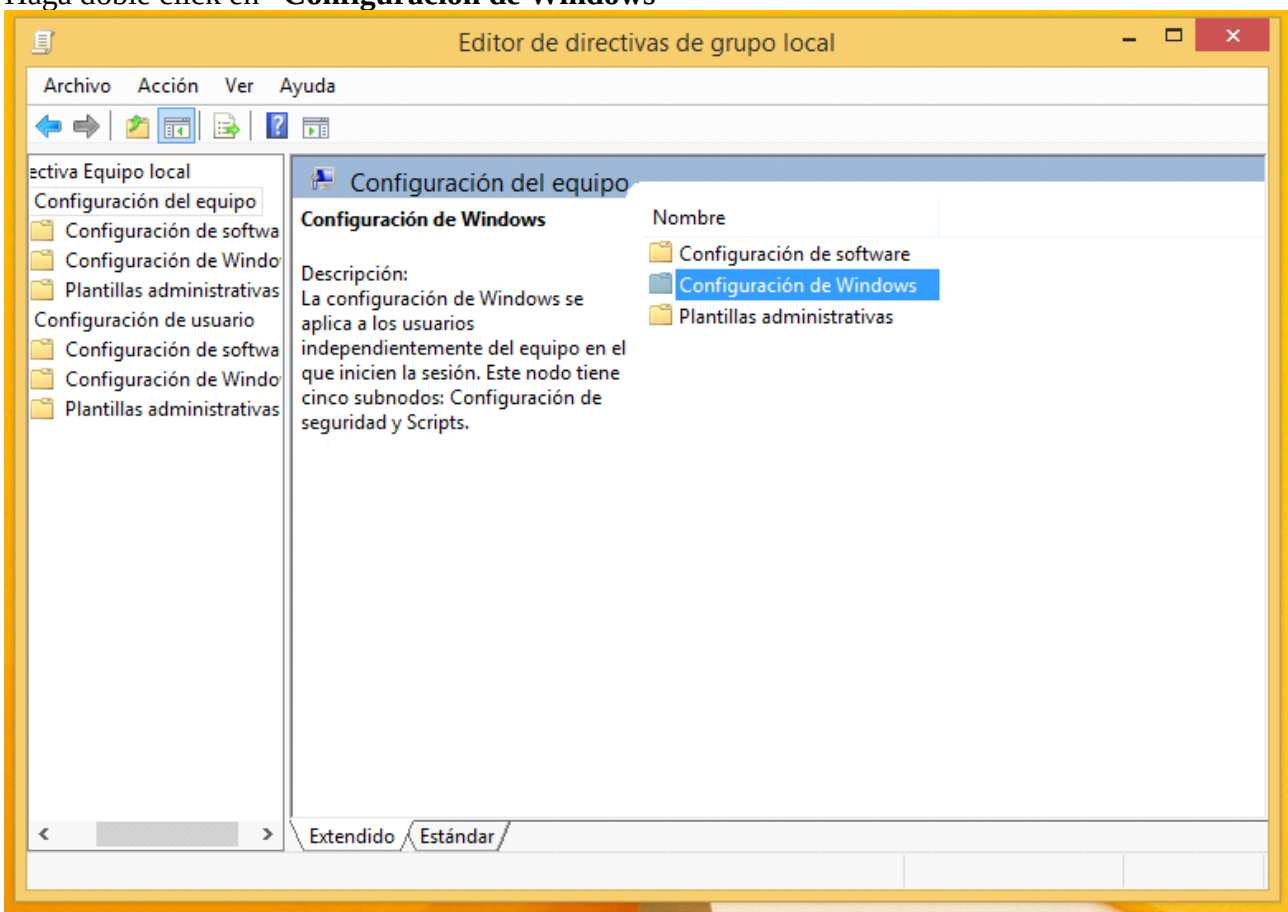 Haga doble click en "Configuración de Windows"
Editor de directivas de grupo local
Archivo Acción Ver Ayuda
ectiva Equipo local
Configuración del equipo
Configuración de softwa
Configuración de Windo
Plantillas administrativas
Configuración de usuario
Configuración de softwa
Configuración de Windo
Plantillas administrativas
Configuración del equipo
Configuración de Windows
Descripción:
La configuración de Windows se
aplica a los usuarios
independientemente del equipo en el
que inicien la sesión. Este nodo tiene
cinco subnodos: Configuración de
seguridad y Scripts.
Nombre
Configuración de software
Configuración de Windows
Plantillas administrativas
Extendido Estándar